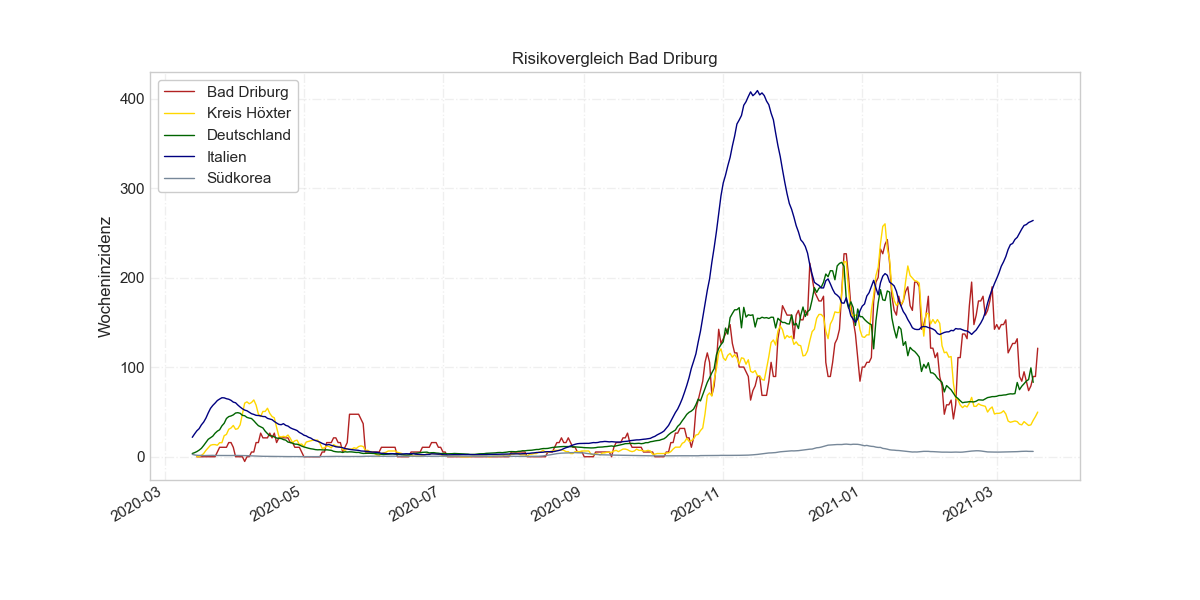 Risikovergleich Bad Driburg
Bad Driburg
Kreis Höxter
Deutschland
Italien
Südkorea
Wocheninzidenz
400
300
200
100
0
2020-03
2020-05
2020-07
2020-09
2020-11
2021-01
2021-03